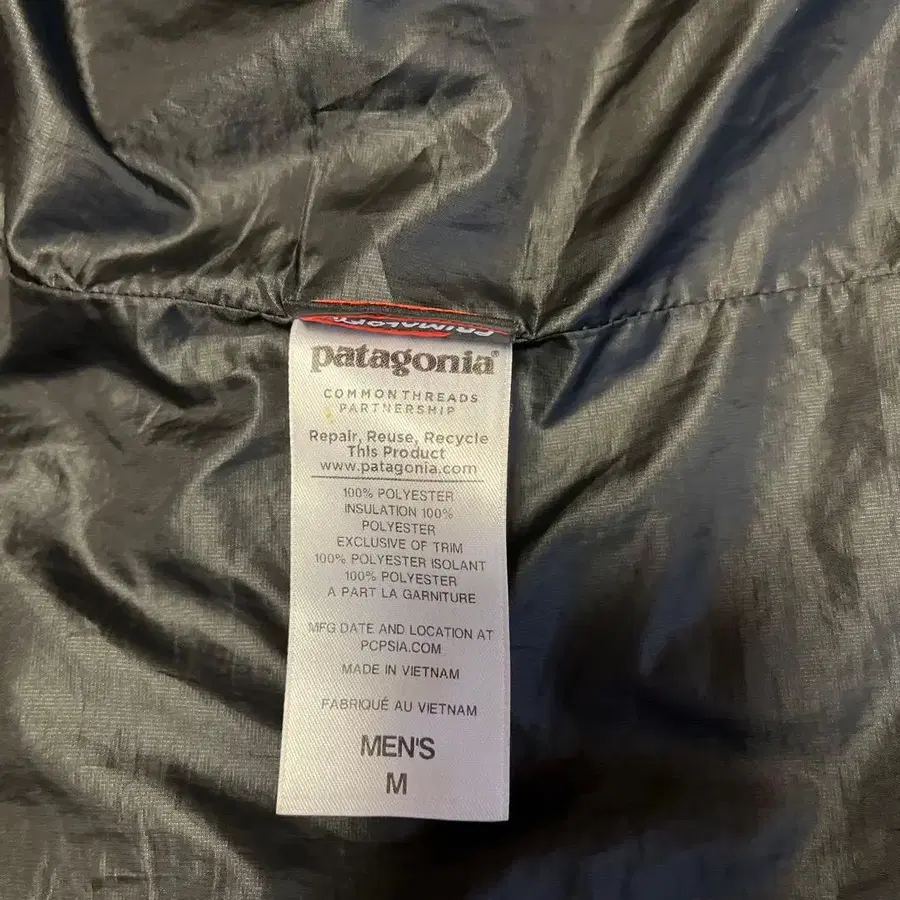 PRIMALOFT
patagonia®
COMMONTHREADS
PARTNERSHIP
Repair, Reuse, Recycle
This Product
www.patagonia.com
100% POLYESTER
INSULATION 100%
POLYESTER
EXCLUSIVE OF TRIM
100% POLYESTER ISOLANT
100% POLYESTER
A PART LA GARNITURE
MFG DATE AND LOCATION AT
PCPSIA.COM
MADE IN VIETNAM
FABRIQUÉ AU VIETNAM
MEN'S
M